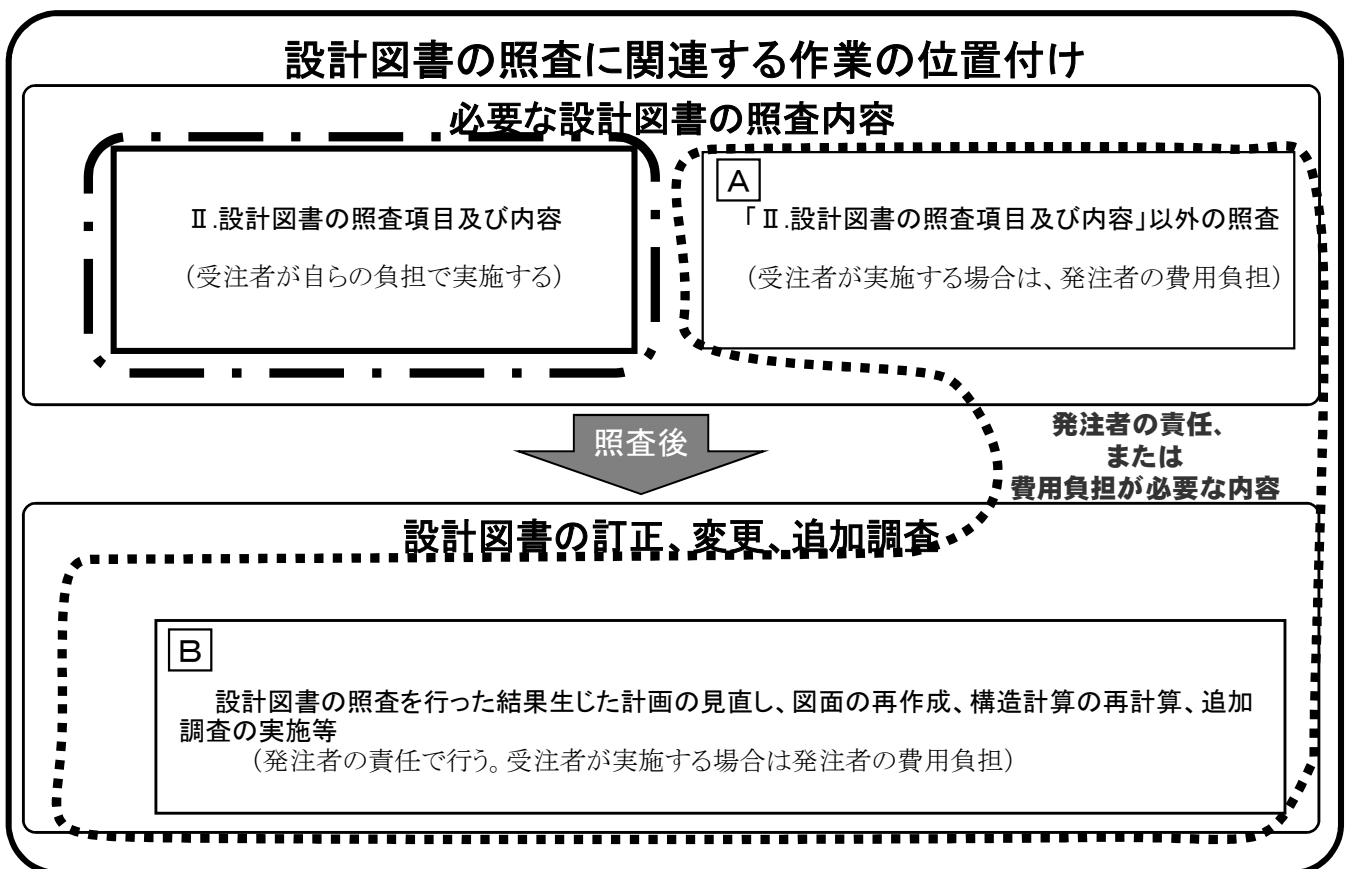 設計図書の照査に関連する作業の位置付け
必要な設計図書の照査内容
Ⅱ.設計図書の照査項目及び内容
（受注者が自らの負担で実施する）
A
「Ⅱ.設計図書の照査項目及び内容」以外の照査
（受注者が実施する場合は、発注者の費用負担）
照査後
発注者の責任、
または
費用負担が必要な内容
設計図書の訂正、変更、追加調査
B
設計図書の照査を行った結果生じた計画の見直し、図面の再作成、構造計算の再計算、追加
調査の実施等
（発注者の責任で行う。受注者が実施する場合は発注者の費用負担）